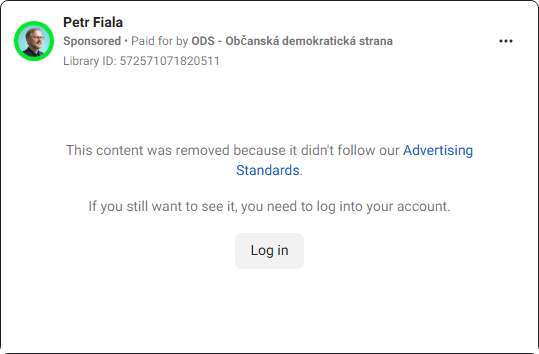 Petr Fiala
Sponsored • Paid for by ODS - Občanská demokratická strana
Library ID: 572571071820511
This content was removed because it didn't follow our Advertising
Standards.
If you still want to see it, you need to log into your account.
Log in